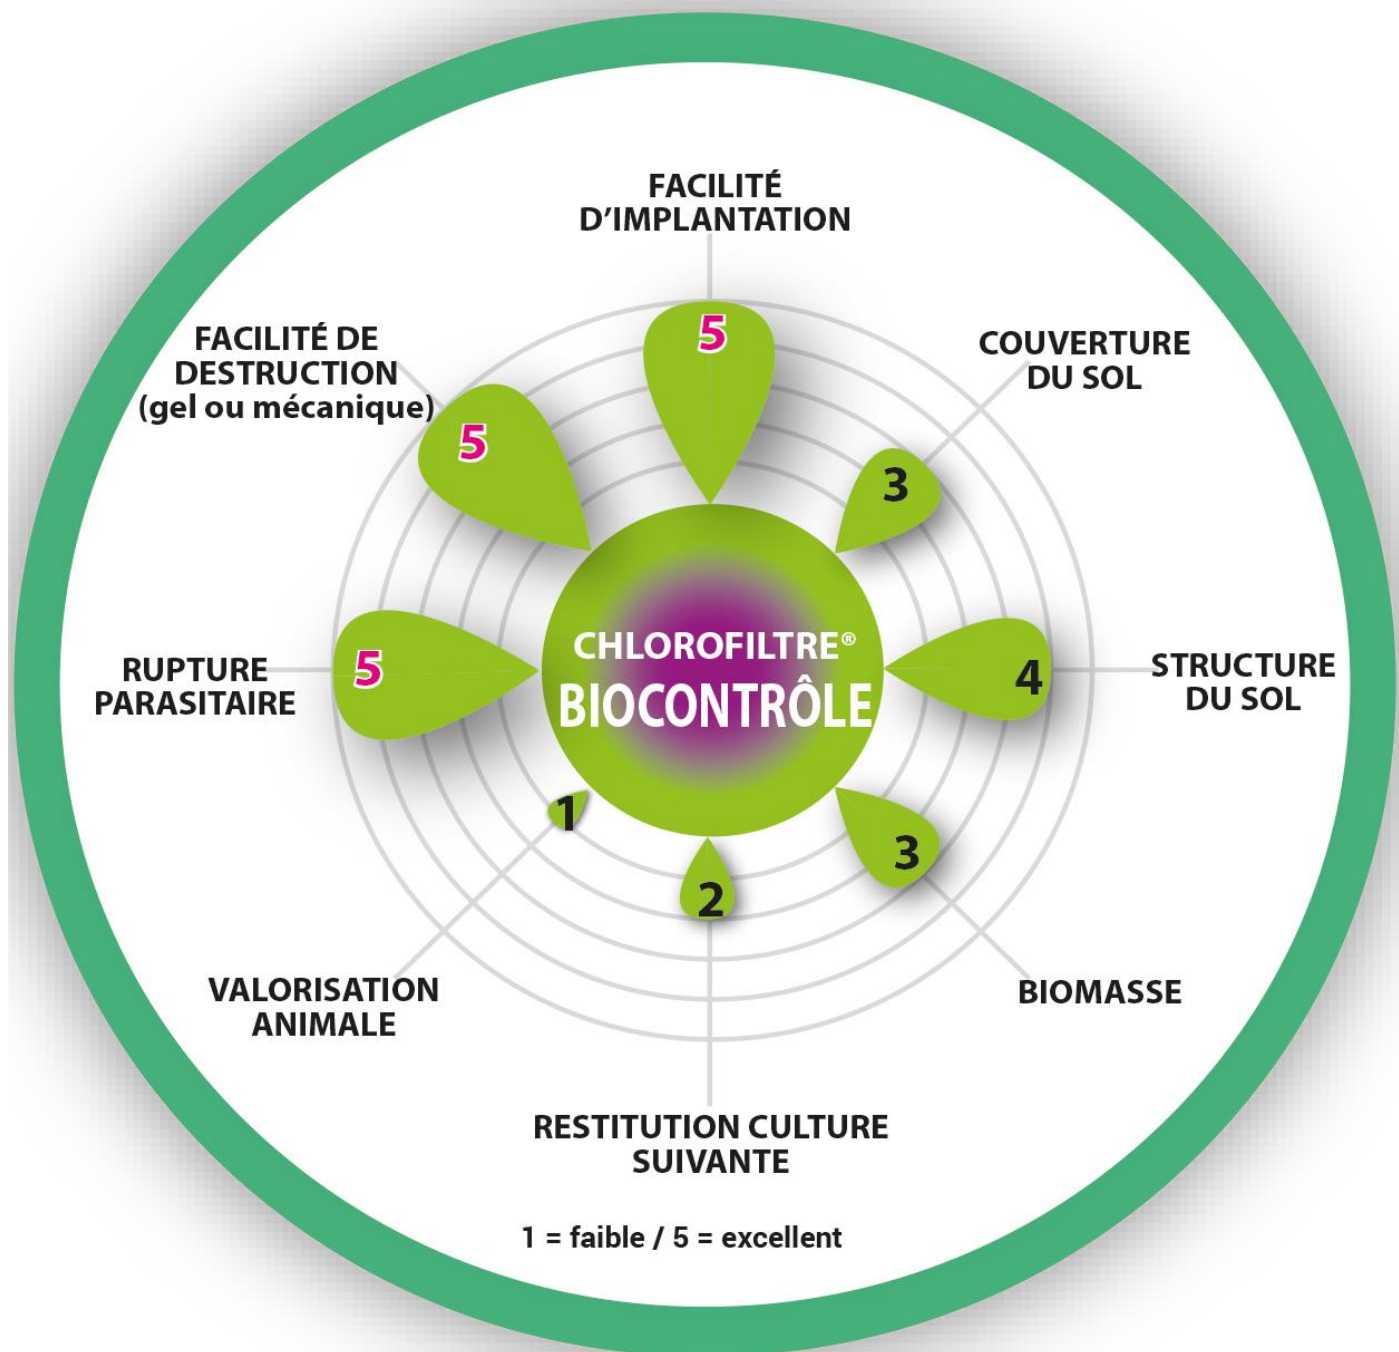 FACILITÉ
D'IMPLANTATION
5
COUVERTURE
DU SOL
3
STRUCTURE
DU SOL
4
BIOMASSE
3
RESTITUTION CULTURE
SUIVANTE
2
VALORISATION
ANIMALE
1
RUPTURE
PARASITAIRE
5
FACILITÉ DE
DESTRUCTION
(gel ou mécanique)
5
CHLOROFILTRE®
BIOCONTRÔLE
1 = faible / 5 = excellent